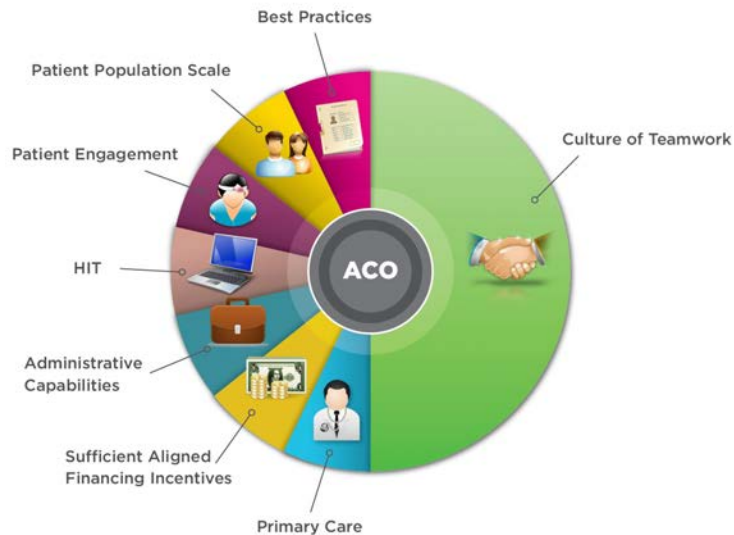 Best Practices
Patient Population Scale
Culture of Teamwork
Patient Engagement
HIT
ACO
Administrative
Capabilities
Sufficient Aligned
Financing Incentives
Primary Care